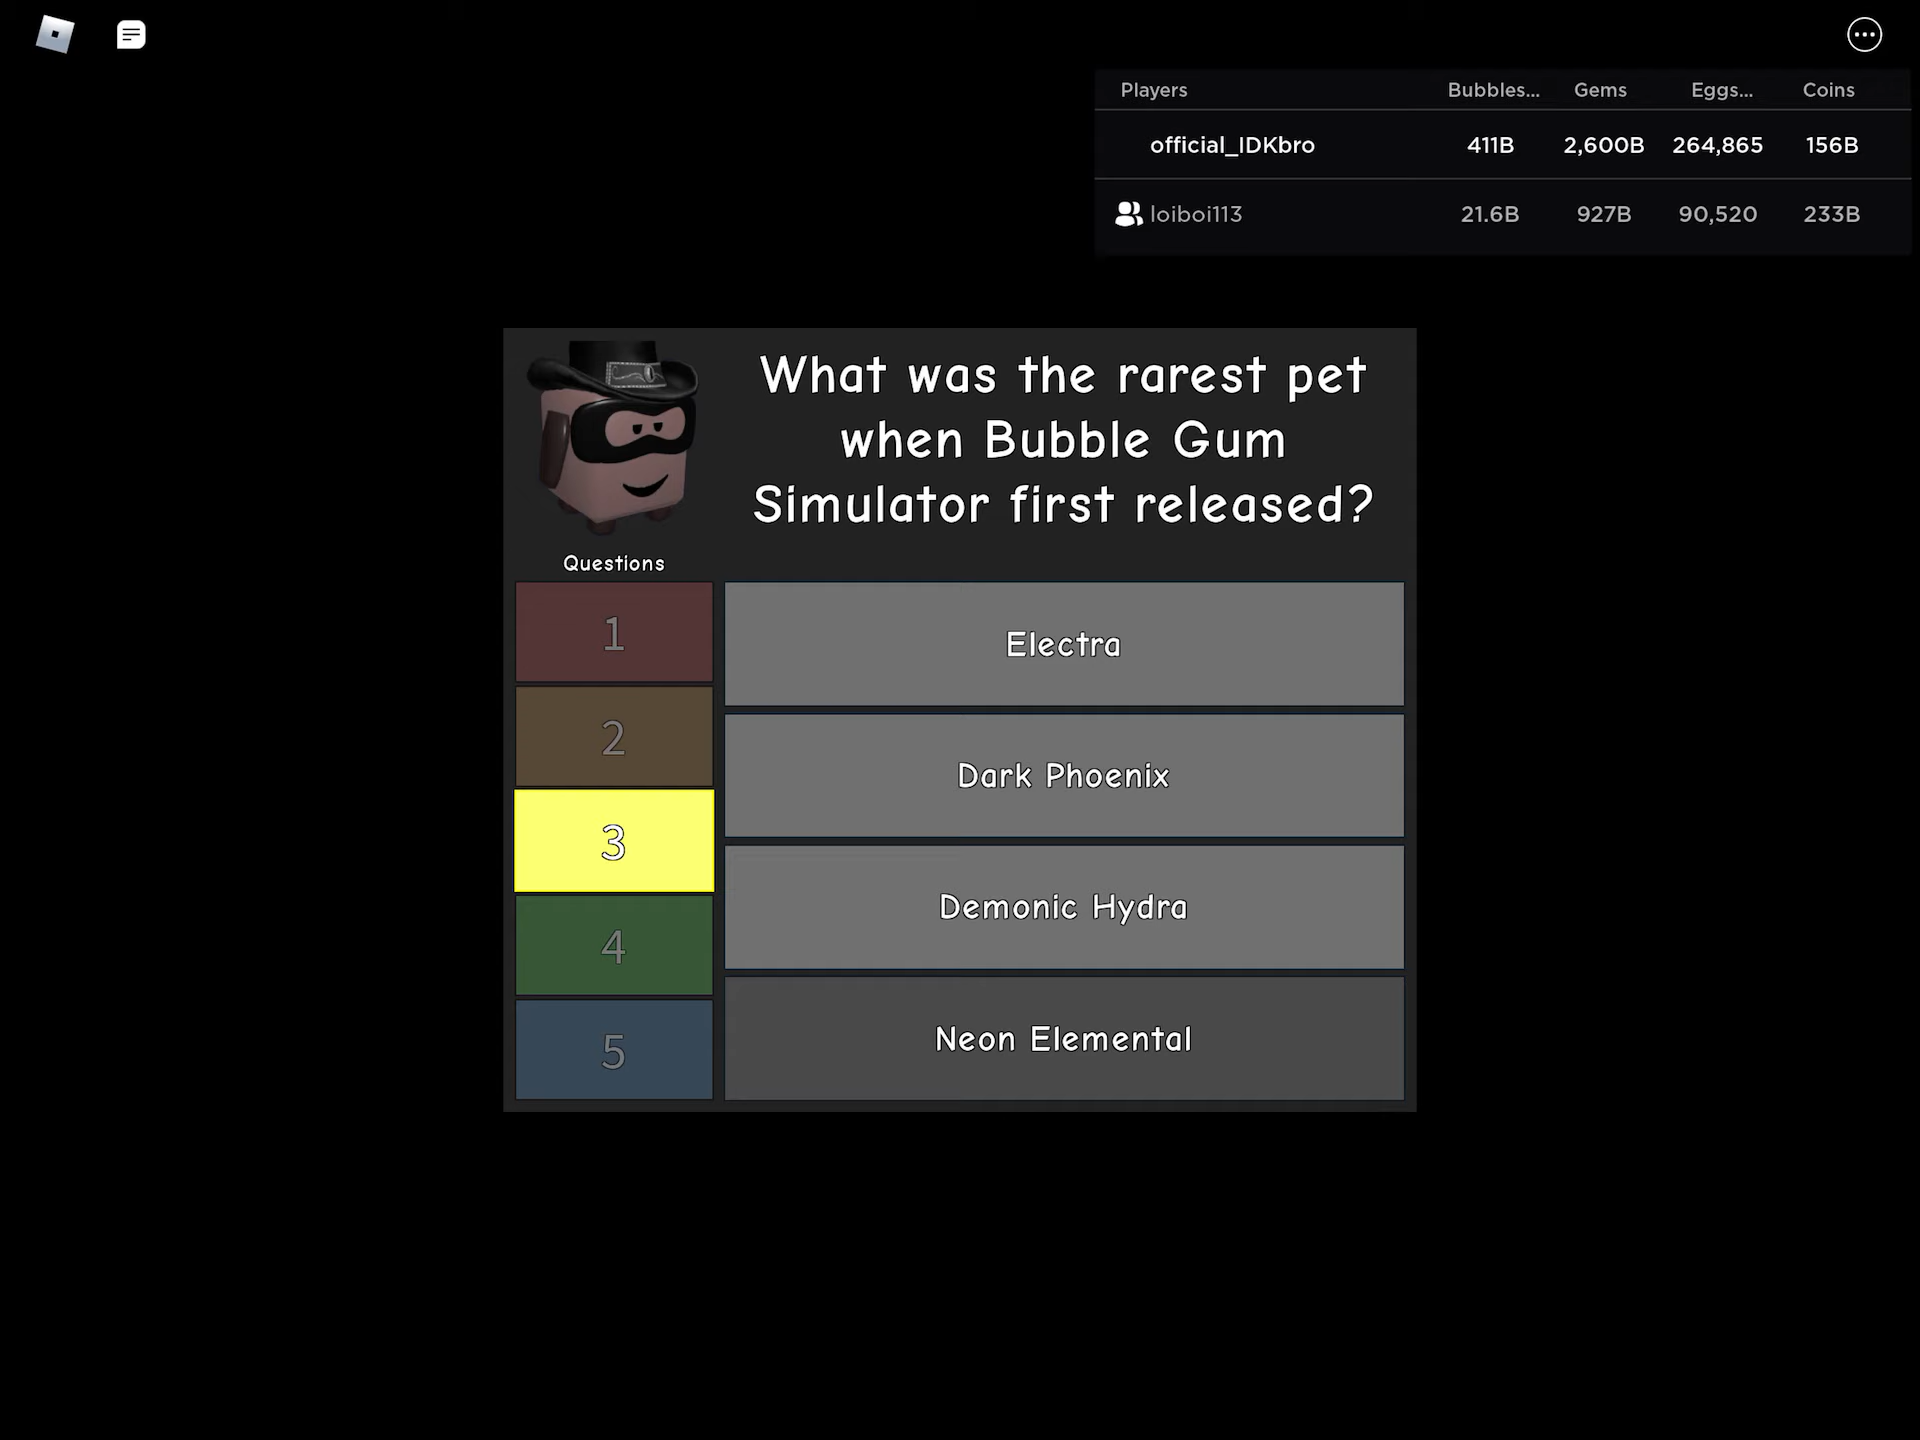 Players Bubbles... Gems Eggs... Coins
official_IDKbro 411B 2,600B 264,865 156B
loiboi113 21.6B 927B 90,520 233B
What was the rarest pet
when Bubble Gum
Simulator first released?
Questions
1
2
3
4
5
Electra
Dark Phoenix
Demonic Hydra
Neon Elemental